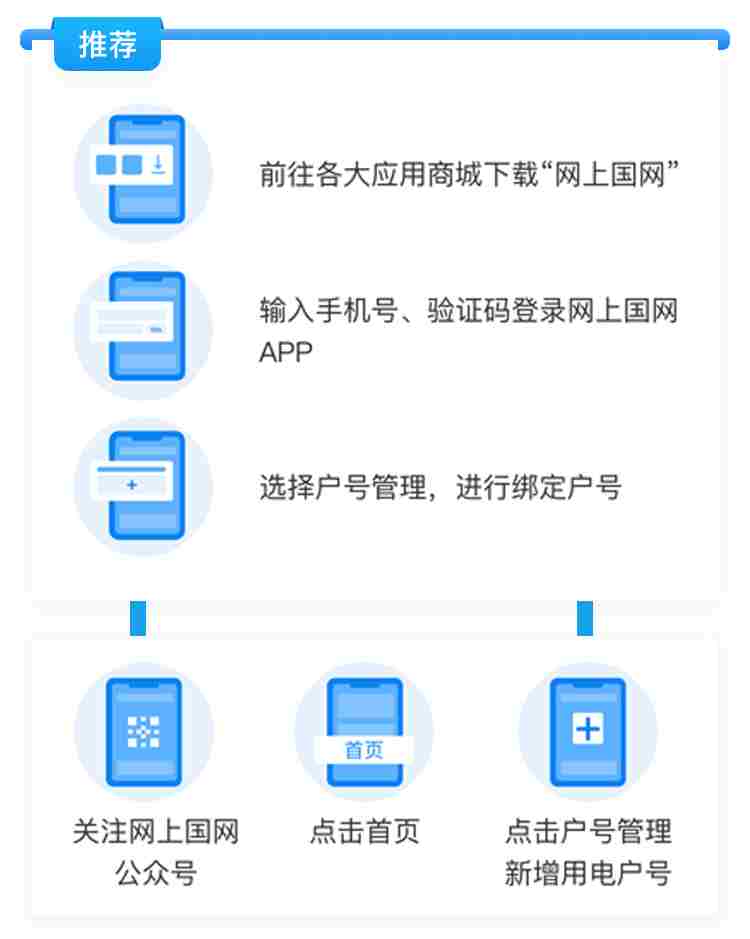 推荐
前往各大应用商城下载“网上国网”
输入手机号、验证码登录网上国网
APP
选择户号管理，进行绑定户号
首页
关注网上国网
公众号
点击首页
点击户号管理
新增用电户号